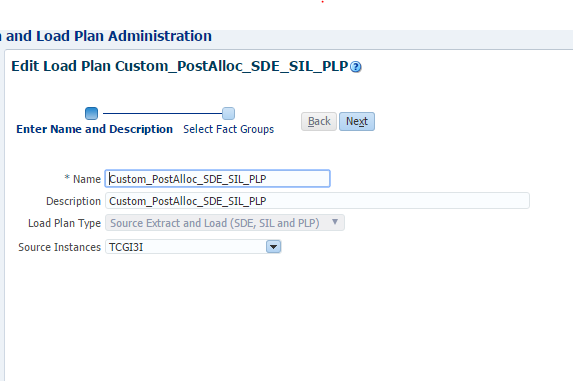 and Load Plan Administration
Edit Load Plan Custom_PostAlloc_SDE_SIL_PLP ?
Enter Name and Description Select Fact Groups Back Next
* Name Custom_PostAlloc_SDE_SIL_PLP
Description Custom_PostAlloc_SDE_SIL_PLP
Load Plan Type Source Extract and Load (SDE, SIL and PLP)
Source Instances TCGI3I